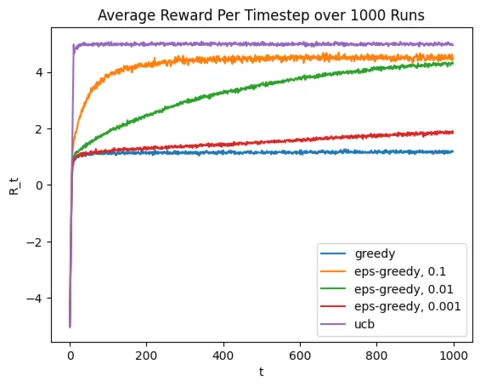 Average Reward Per Timestep over 1000 Runs
4
2
0
−2
−4
R_t
0
200
400
600
800
1000
t
greedy
eps-greedy, 0.1
eps-greedy, 0.01
eps-greedy, 0.001
ucb